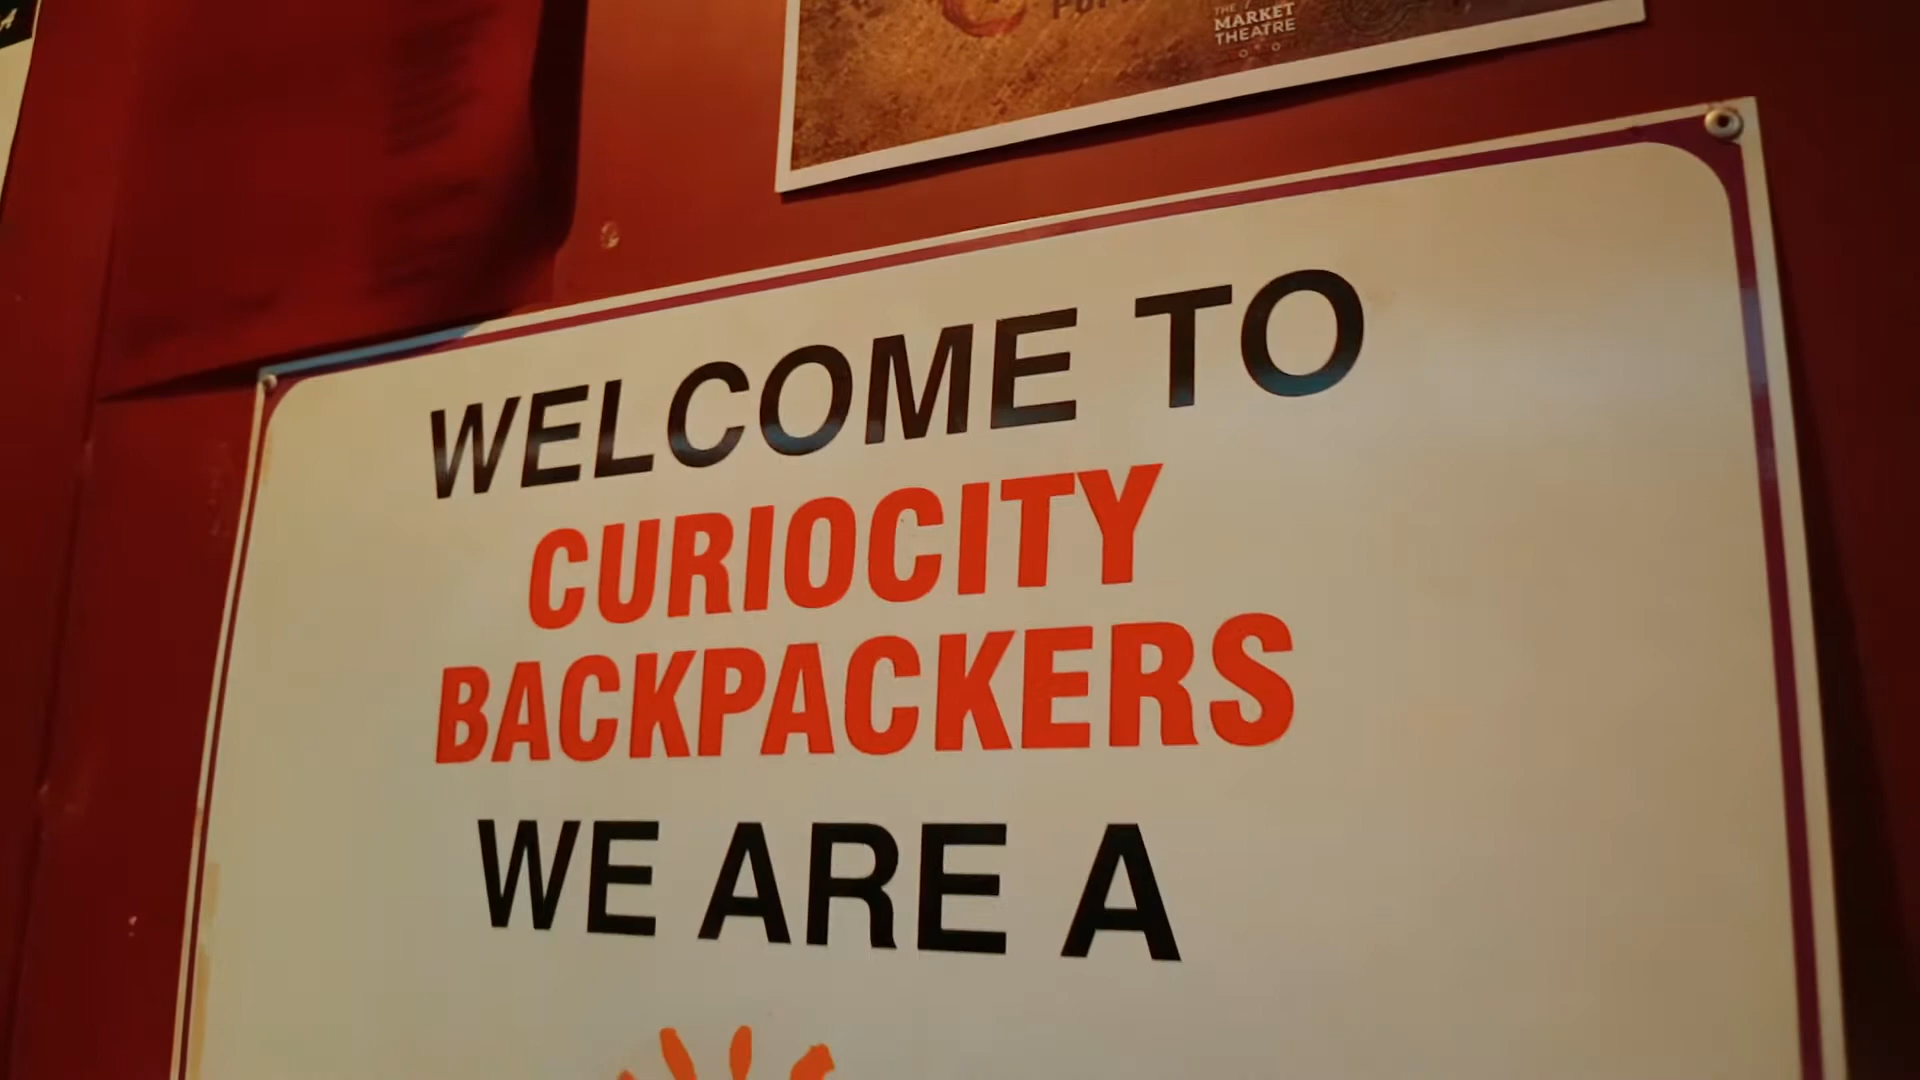 THE
MARKET
THEATRE
WELCOME TO
CURIOCITY
BACKPACKERS
WE ARE A